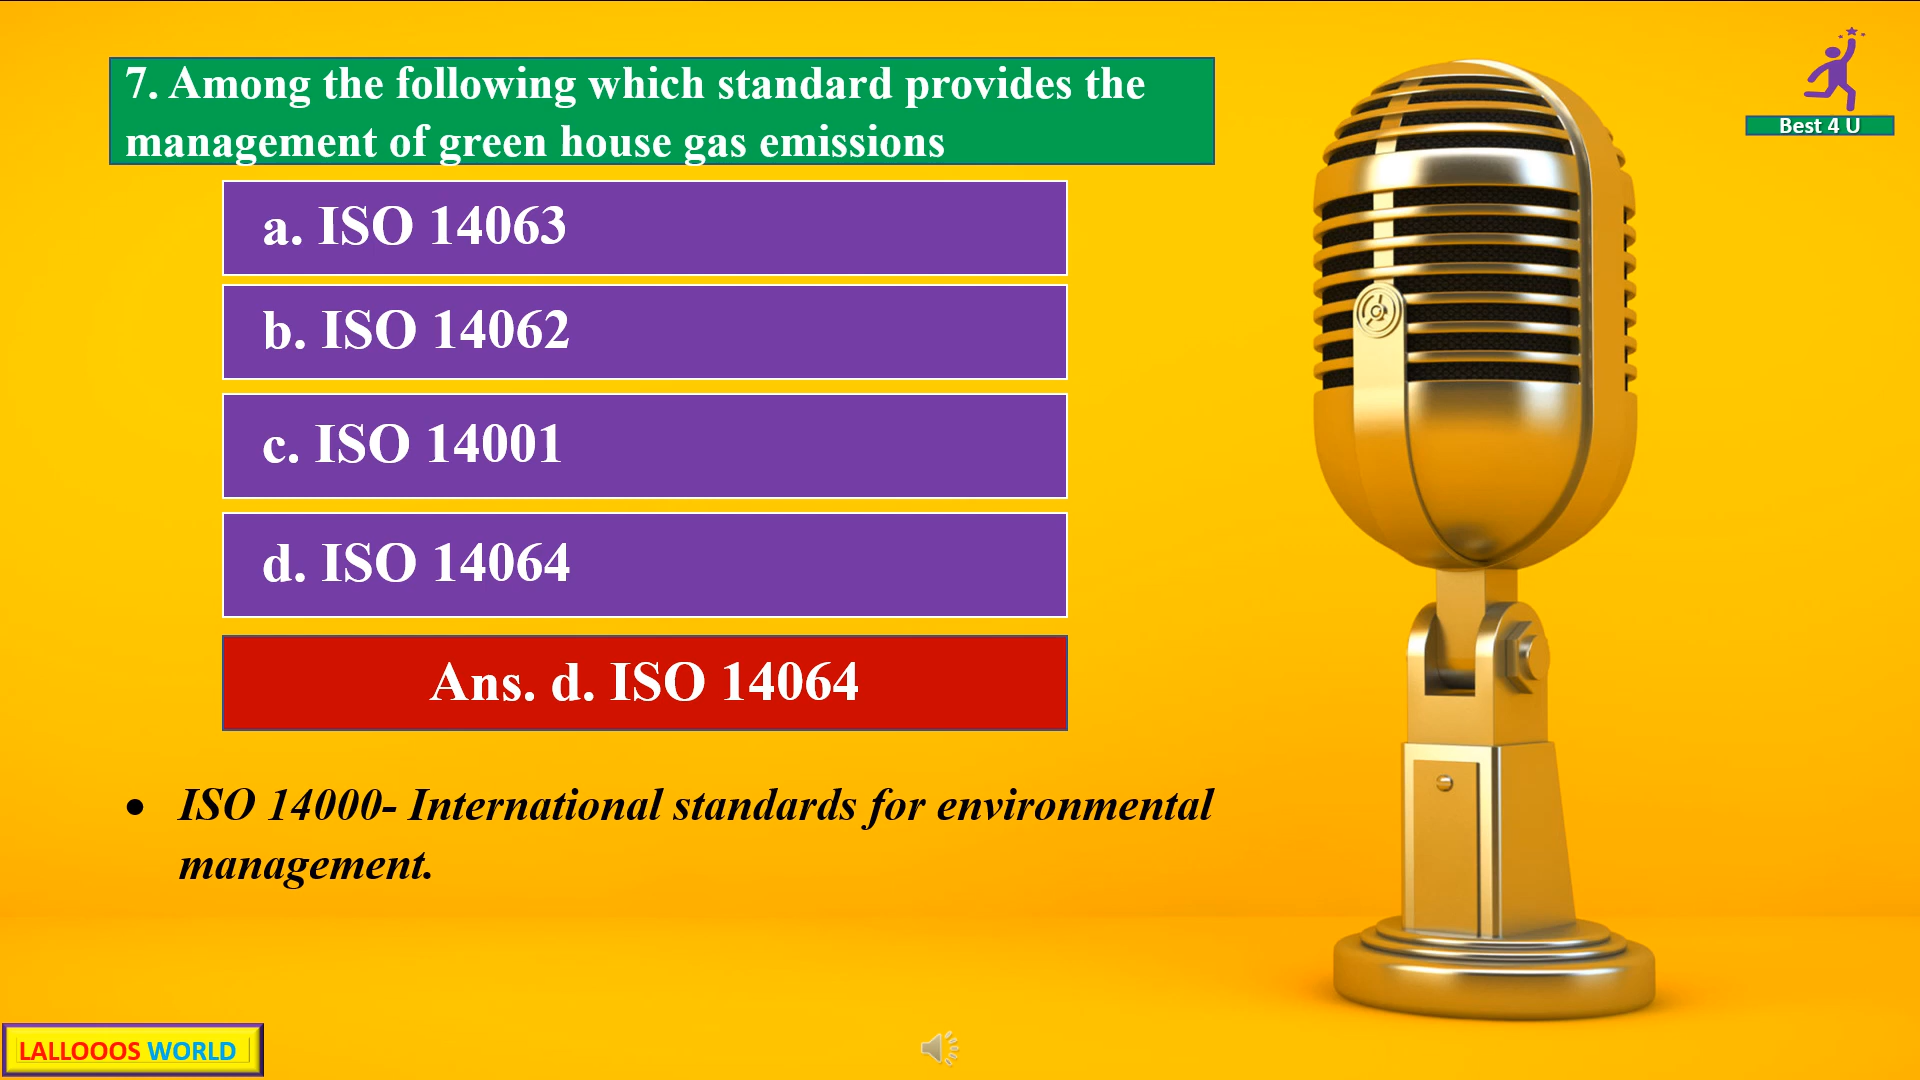 7. Among the following which standard provides the
management of green house gas emissions
Best 4 U
a. ISO 14063
b. ISO 14062
c. ISO 14001
d. ISO 14064
Ans. d. ISO 14064
• ISO 14000- International standards for environmental
management.
LALLOOOS WORLD